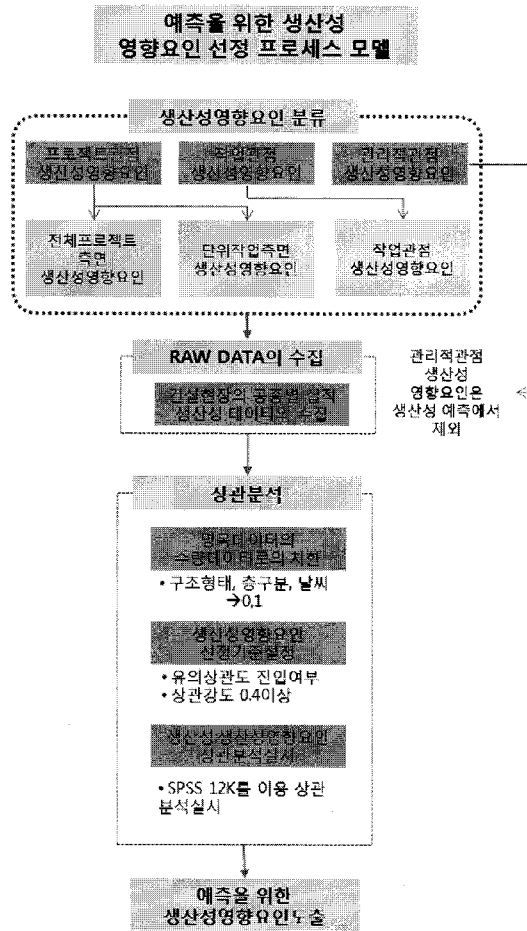 예측을 위한 생산성
영향요인 선정 프로세스 모델
생산성영향요인 분류
프로젝트관점
생산성영향요인
작업관점
생산성영향요인
관리적관점
생산성영향요인
전체프로젝트
측면
생산성영향요인
단위작업측면
생산성영향요인
작업관점
생산성영향요인
RAW DATA의 수집
건설현장의 공종별 실적
생산성 데이터의 수집
관리적관점
생산성
영향요인은
생산성 예측에서
제외
상관분석
명목데이터의
수량데이터로의 치환
• 구조형태, 층구분, 날씨
→0,1
생산성영향요인
선정기준설정
• 유의상관도 진입여부
• 상관강도 0.4이상
생산성-생산성영향요인
상관분석실시
• SPSS 12K를 이용 상관
분석실시
예측을 위한
생산성영향요인도출